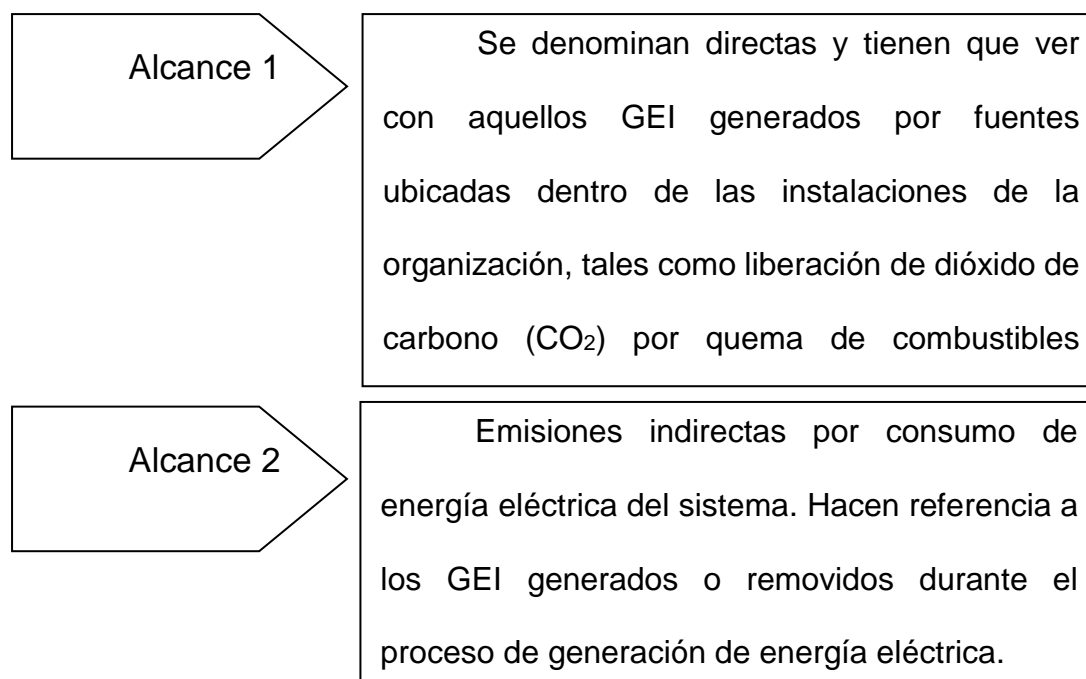 Alcance 1
Se denominan directas y tienen que ver
con aquellos GEI generados por fuentes
ubicadas dentro de las instalaciones de la
organización, tales como liberación de dióxido de
carbono (CO₂) por quema de combustibles
Alcance 2
Emisiones indirectas por consumo de
energía eléctrica del sistema. Hacen referencia a
los GEI generados o removidos durante el
proceso de generación de energía eléctrica.